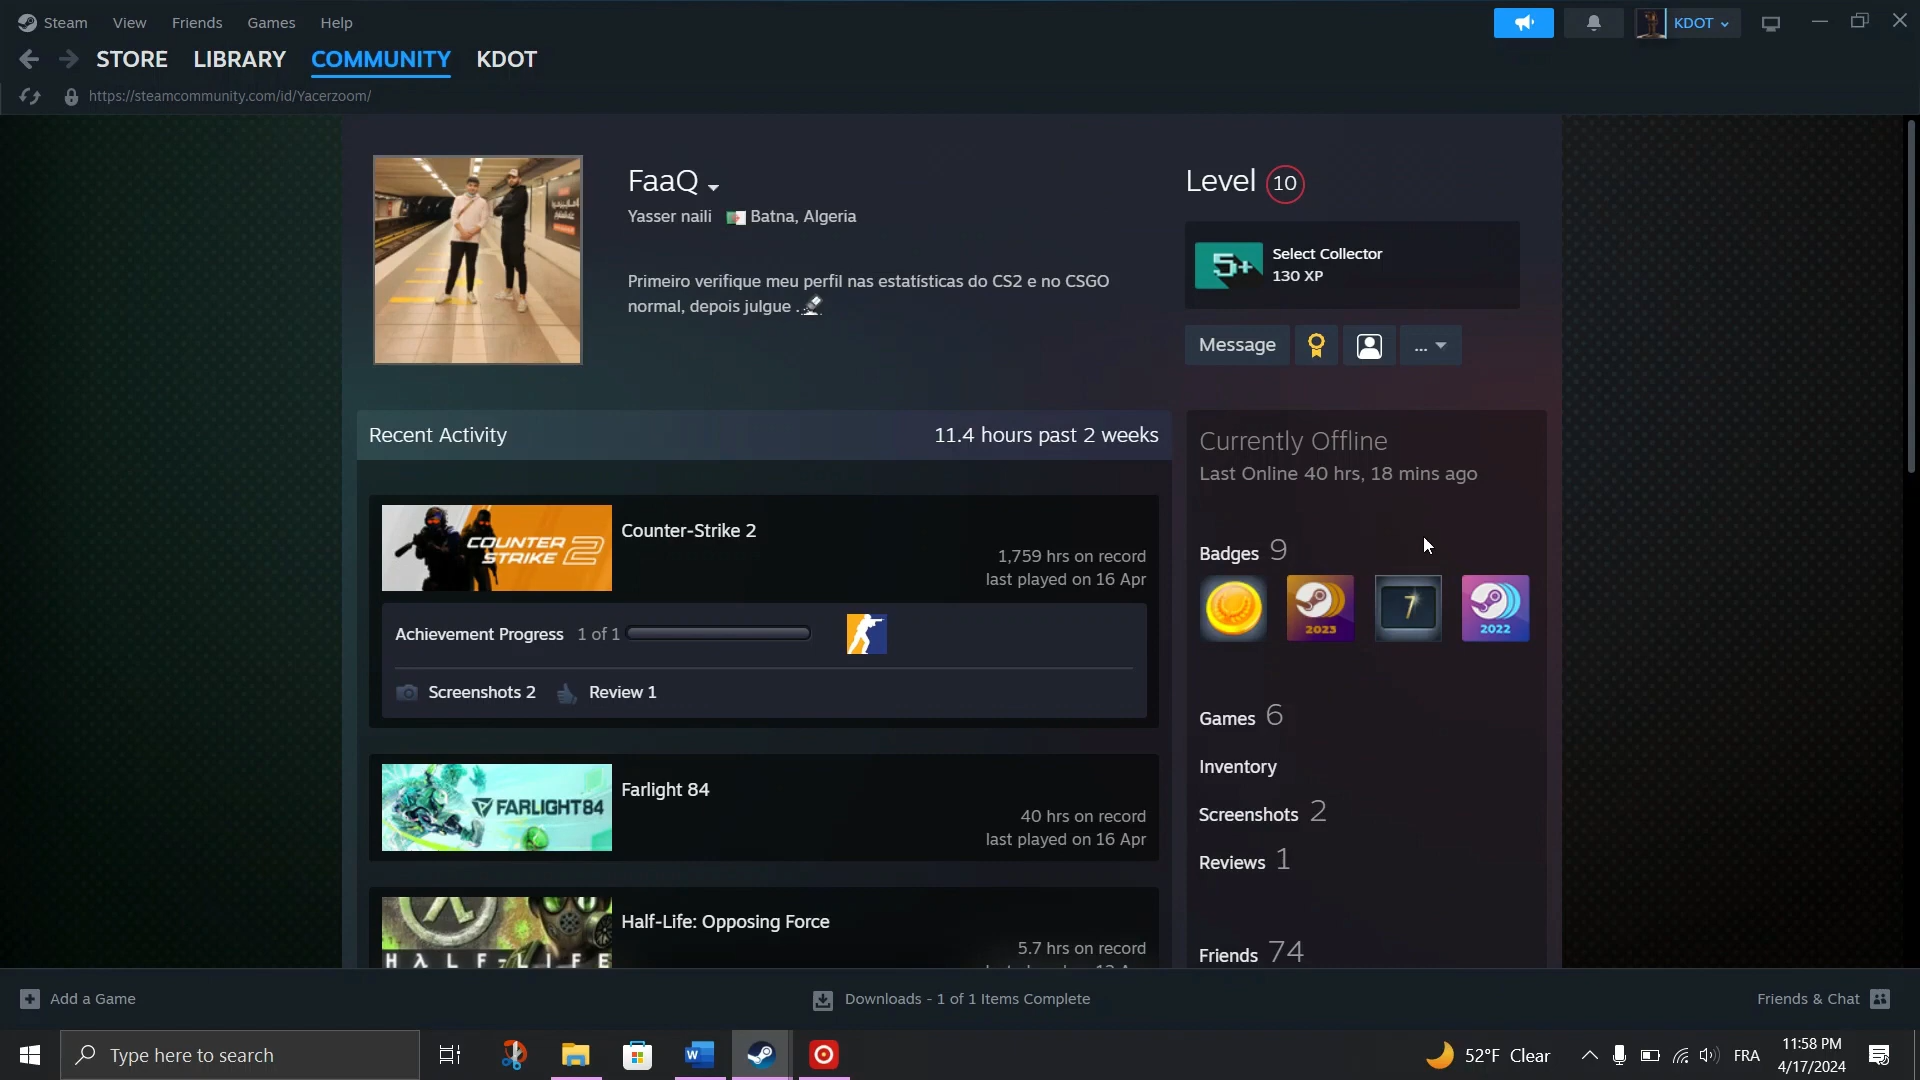 Steam View Friends Games Help
KDOT
STORE LIBRARY COMMUNITY KDOT
https://steamcommunity.com/id/Yacerzoom/
FaaQ
Yasser naili Batna, Algeria
Primeiro verifique meu perfil nas estatísticas do CS2 e no CSGO
normal, depois julgue .
Level 10
5+ Select Collector
130 XP
Message
... 
Recent Activity 11.4 hours past 2 weeks
COUNTER
STRIKE 2
Counter-Strike 2
1,759 hrs on record
last played on 16 Apr
Achievement Progress 1 of 1
Screenshots 2 Review 1
FARLIGHT84
Farlight 84
40 hrs on record
last played on 16 Apr
HALF-LIFE
Half-Life: Opposing Force
5.7 hrs on record
Currently Offline
Last Online 40 hrs, 18 mins ago
Badges 9
2023
7
2022
Games 6
Inventory
Screenshots 2
Reviews 1
Friends 74
Add a Game
Downloads - 1 of 1 Items Complete
Friends & Chat
Type here to search
52°F Clear
FRA
11:58 PM
4/17/2024